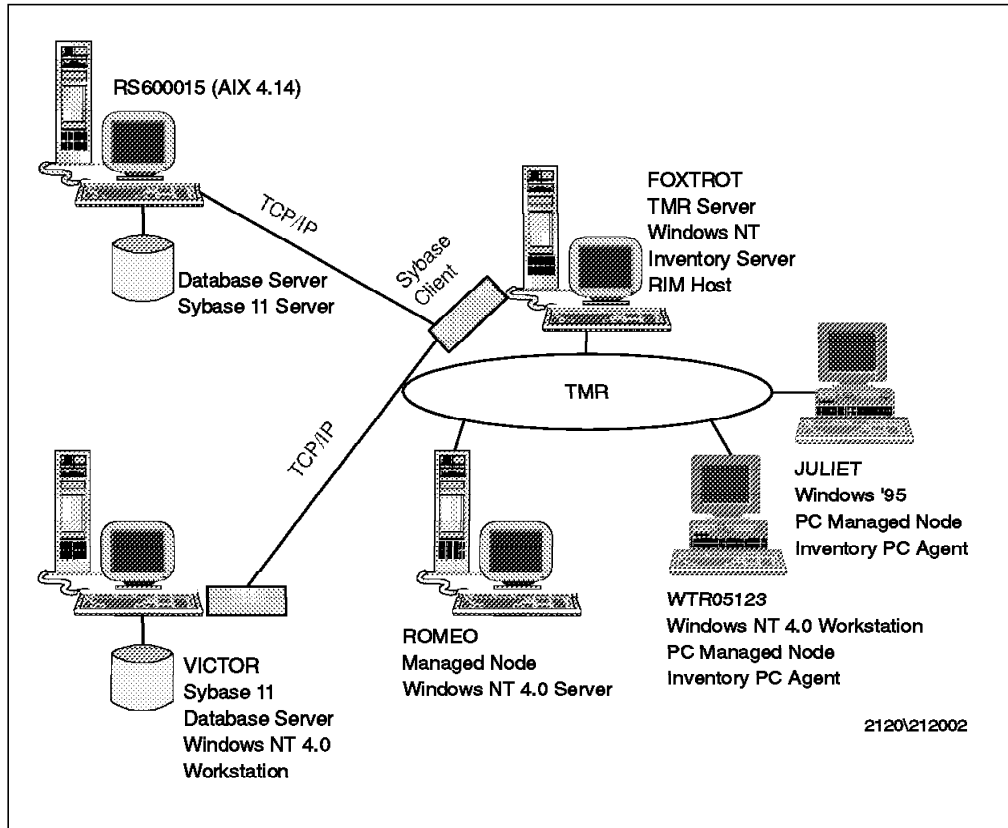 RS600015 (AIX 4.14)
TCP/IP
Sybase
Client
FOXTROT
TMR Server
Windows NT
Inventory Server
RIM Host
Database Server
Sybase 11 Server
TMR
TCP/IP
JULIET
Windows '95
PC Managed Node
Inventory PC Agent
WTR05123
Windows NT 4.0 Workstation
PC Managed Node
Inventory PC Agent
ROMEO
Managed Node
Windows NT 4.0 Server
VICTOR
Sybase 11
Database Server
Windows NT 4.0
Workstation
2120\212002